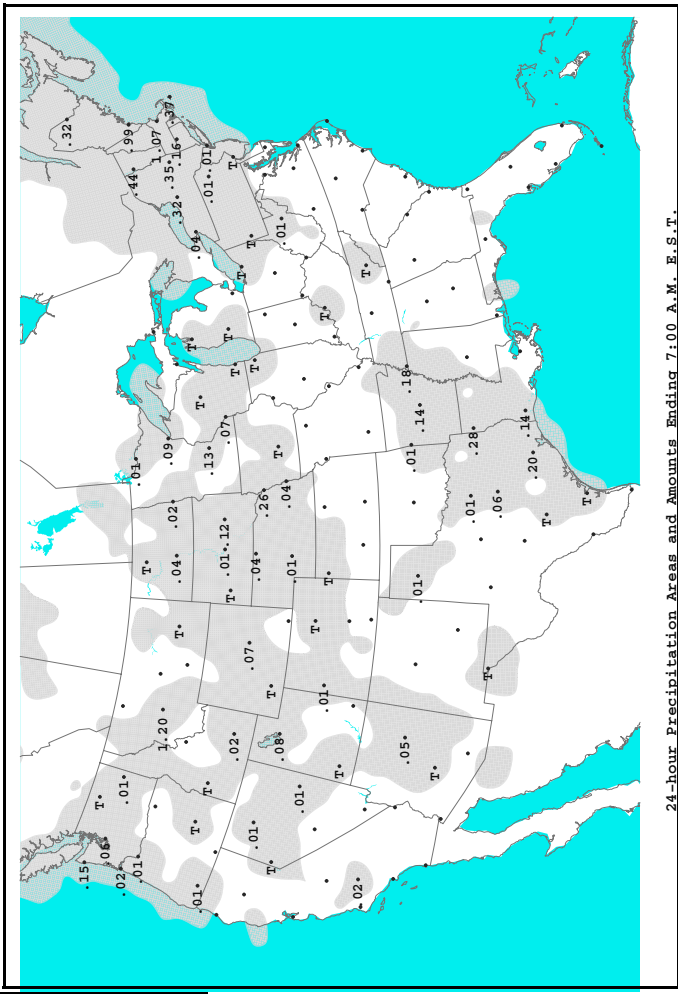 .32
.15
T
.02
.01
.99
.44
.01
.01
T
1.07
1.20
.09
.35
.37
.02
.04
.32
.16
T
T
T
.04
.01
T
T
.01
.13
.01
.01
.12
.07
T
T
T
.02
T
T
.07
T
.01
T
.04
.26
T
T
T
.08
.01
.04
.01
.01
T
.01
T
T
T
.02
T
.05
.18
.01
.01
.14
T
.01
.28
T
.06
.14
.20
T
T
24-hour Precipitation Areas and Amounts Ending 7:00 A.M. E.S.T.